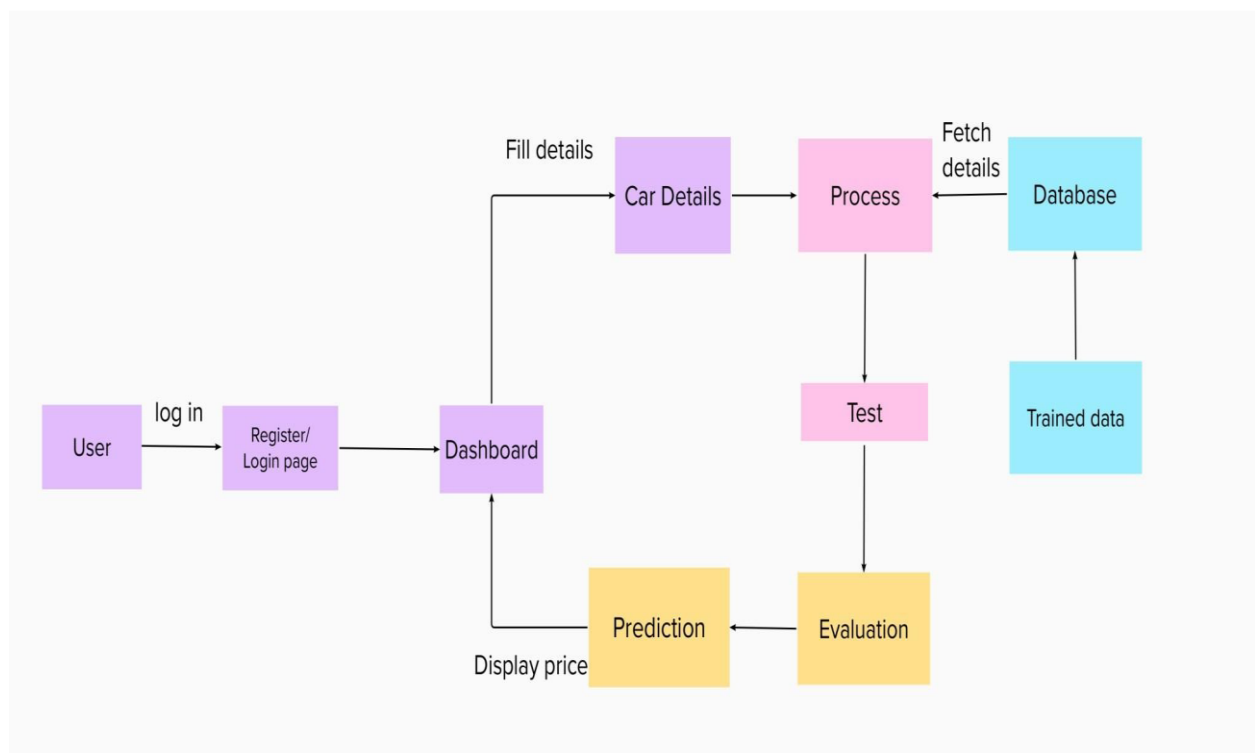 Fill details
Car Details
Process
Fetch
details
Database
Trained data
Test
User
log in
Register/
Login page
Dashboard
Prediction
Evaluation
Display price